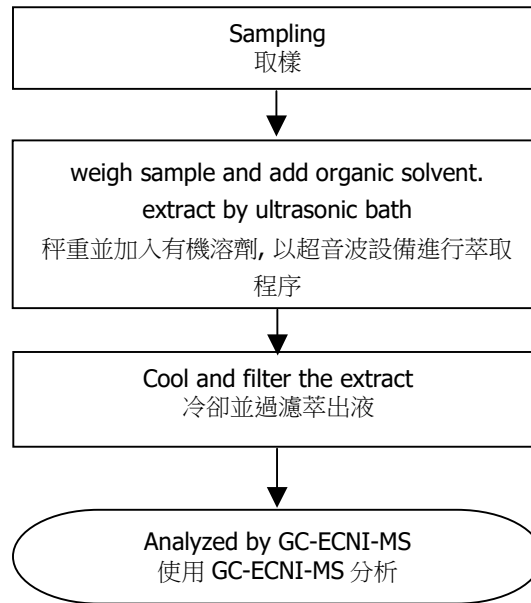 Sampling
取樣
weigh sample and add organic solvent.
extract by ultrasonic bath
秤重並加入有機溶劑, 以超音波設備進行萃取
程序
Cool and filter the extract
冷卻並過濾萃出液
Analyzed by GC-ECNI-MS
使用 GC-ECNI-MS 分析